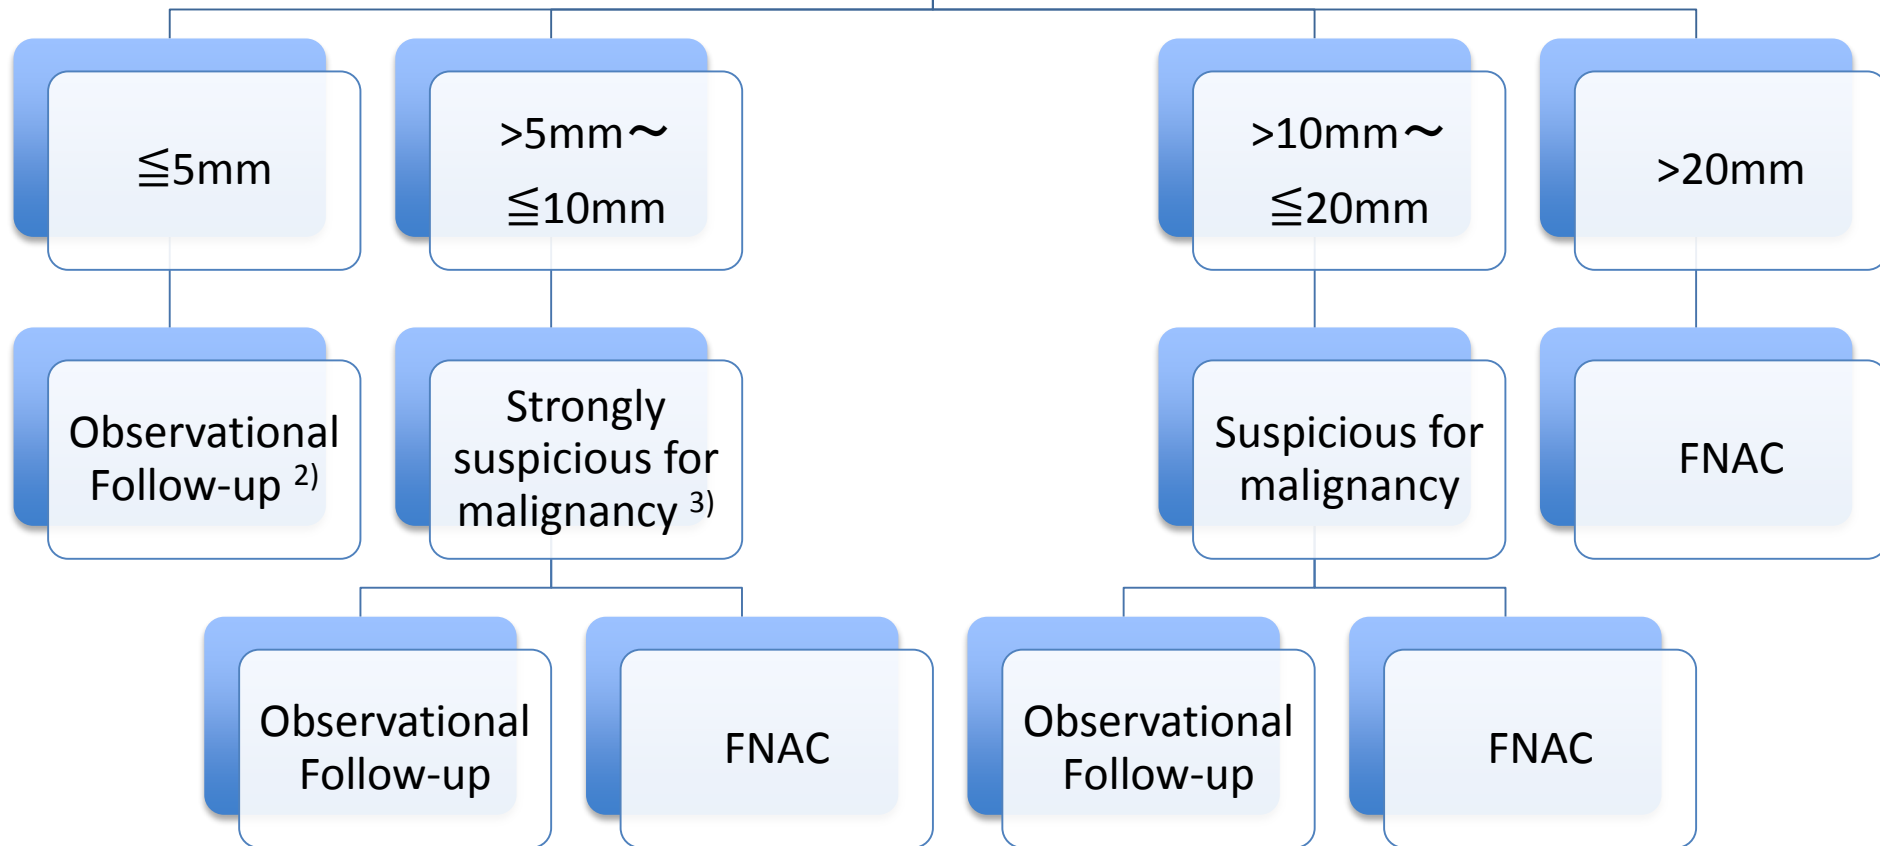 ≦5mm
>5mm～
≦10mm
>10mm～
≦20mm
>20mm
Observational
Follow-up 2)
Strongly
suspicious for
malignancy 3)
Suspicious for
malignancy
FNAC
Observational
Follow-up
FNAC
Observational
Follow-up
FNAC